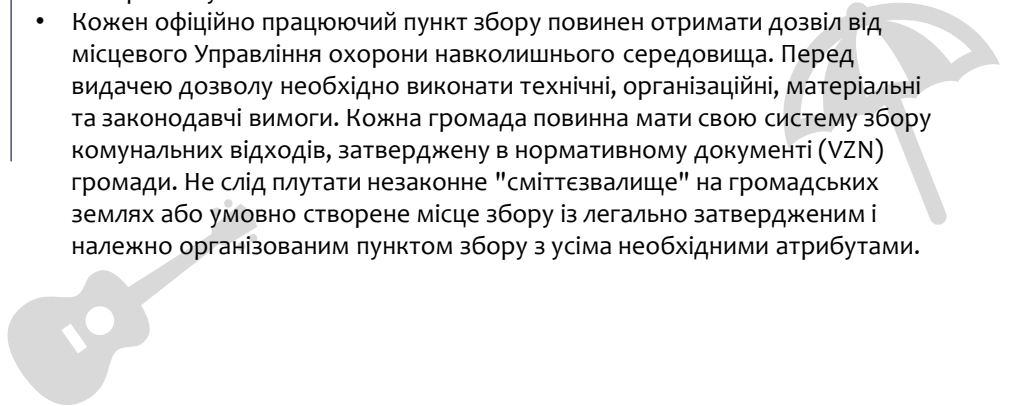 • Кожен офіційно працюючий пункт збору повинен отримати дозвіл від
місцевого Управління охорони навколишнього середовища. Перед
видачею дозволу необхідно виконати технічні, організаційні, матеріальні
та законодавчі вимоги. Кожна громада повинна мати свою систему збору
комунальних відходів, затверджену в нормативному документі (VZN)
громади. Не слід плутати незаконне "сміттєзвалище" на громадських
землях або умовно створене місце збору із легально затвердженим і
належно організованим пунктом збору з усіма необхідними атрибутами.